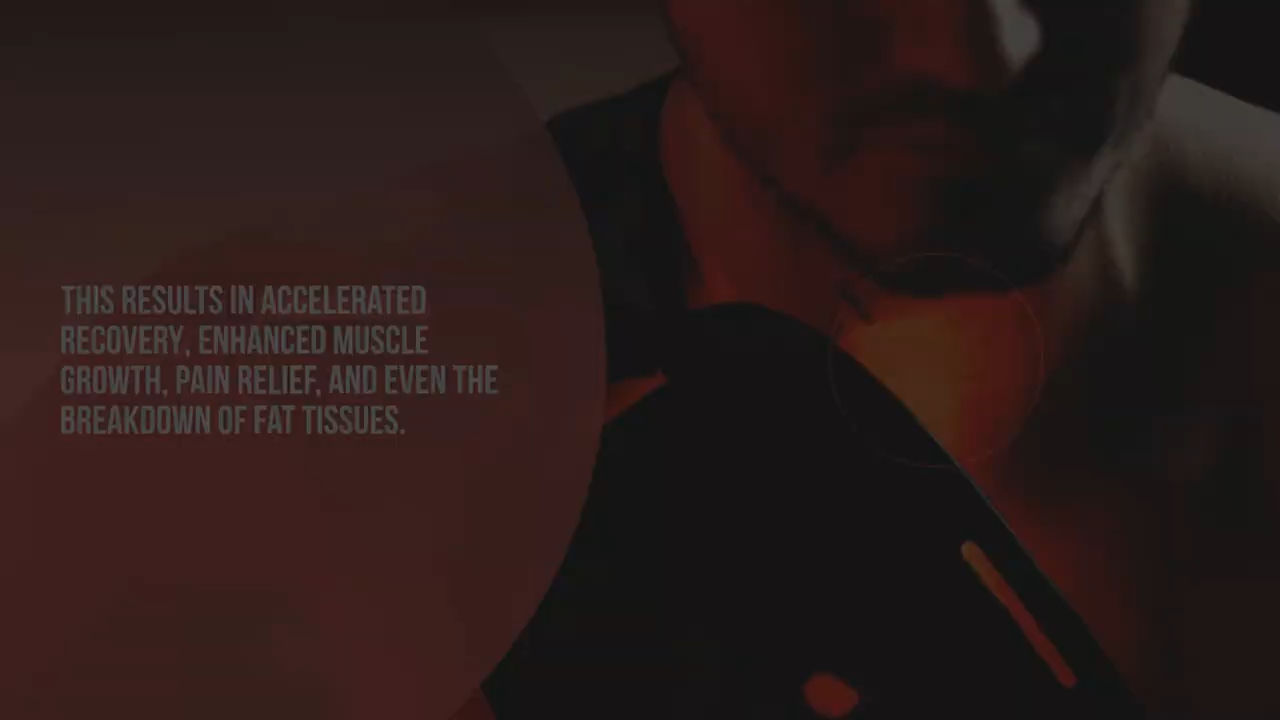 THIS RESULTS IN ACCELERATED
RECOVERY, ENHANCED MUSCLE
GROWTH, PAIN RELIEF, AND EVEN THE
BREAKDOWN OF FAT TISSUES.